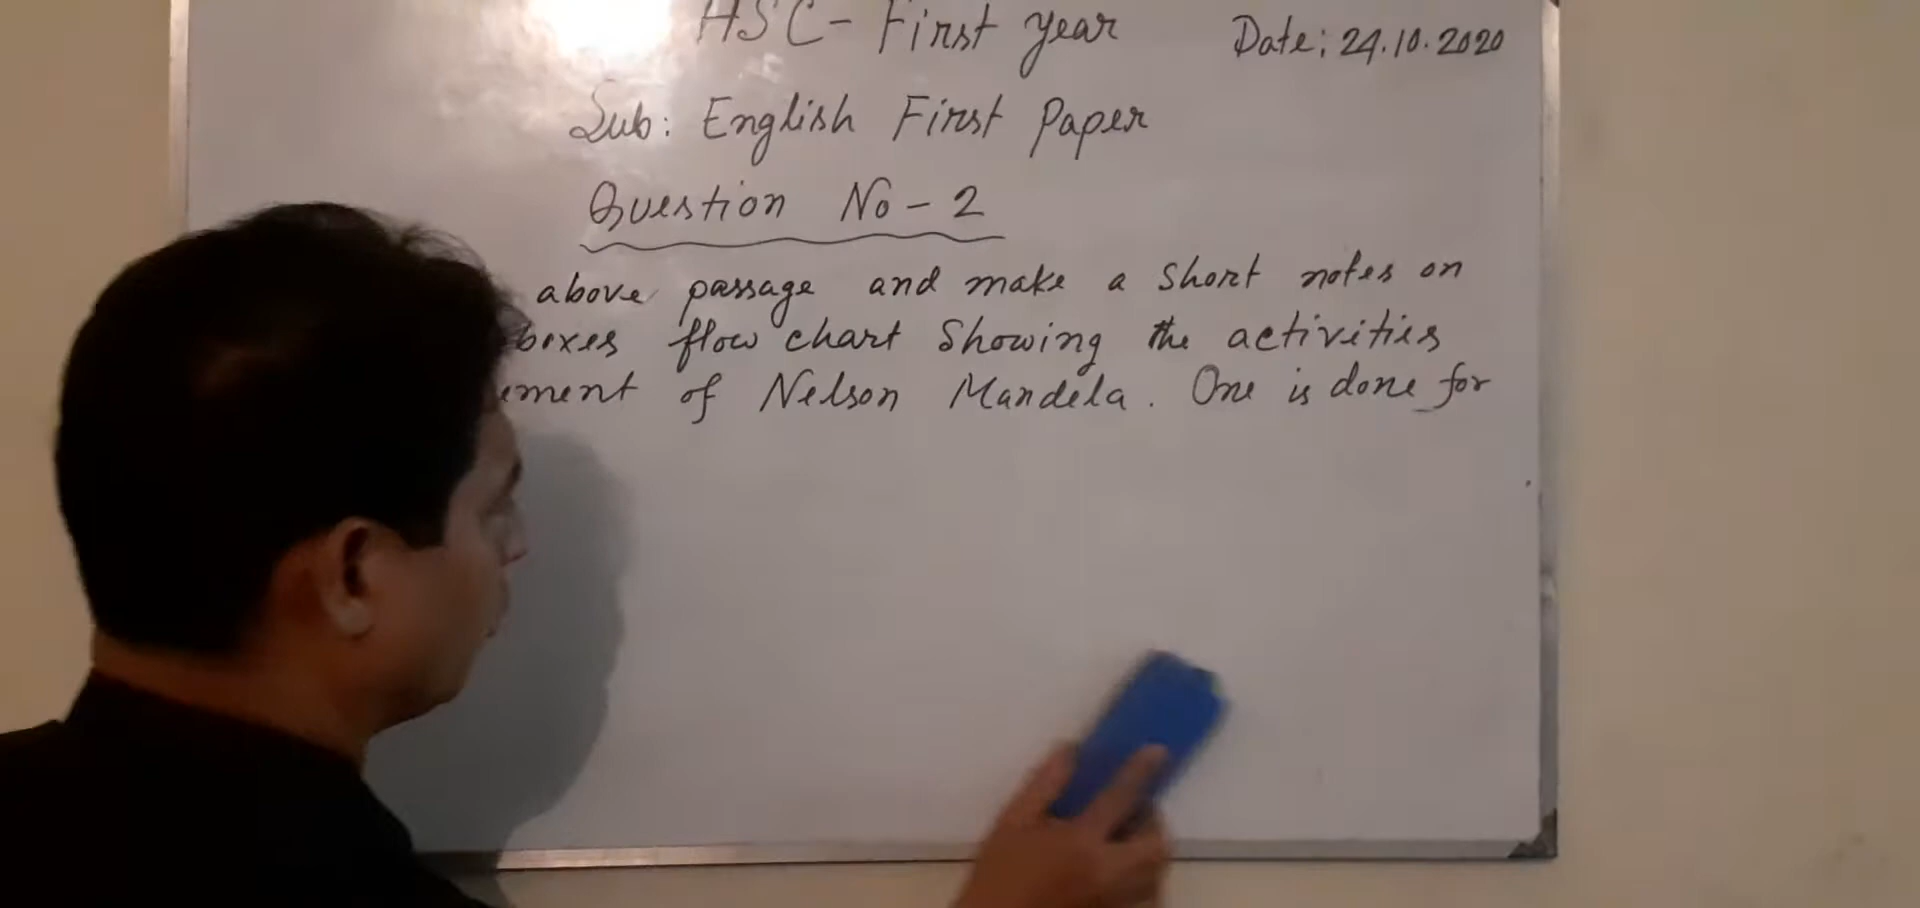 HSC- First year
Date: 24.10.2020
Sub: English First Paper
Question No - 2
above passage and make a short notes on
boxes flow chart Showing the activities
ement of Nelson Mandela. One is done for